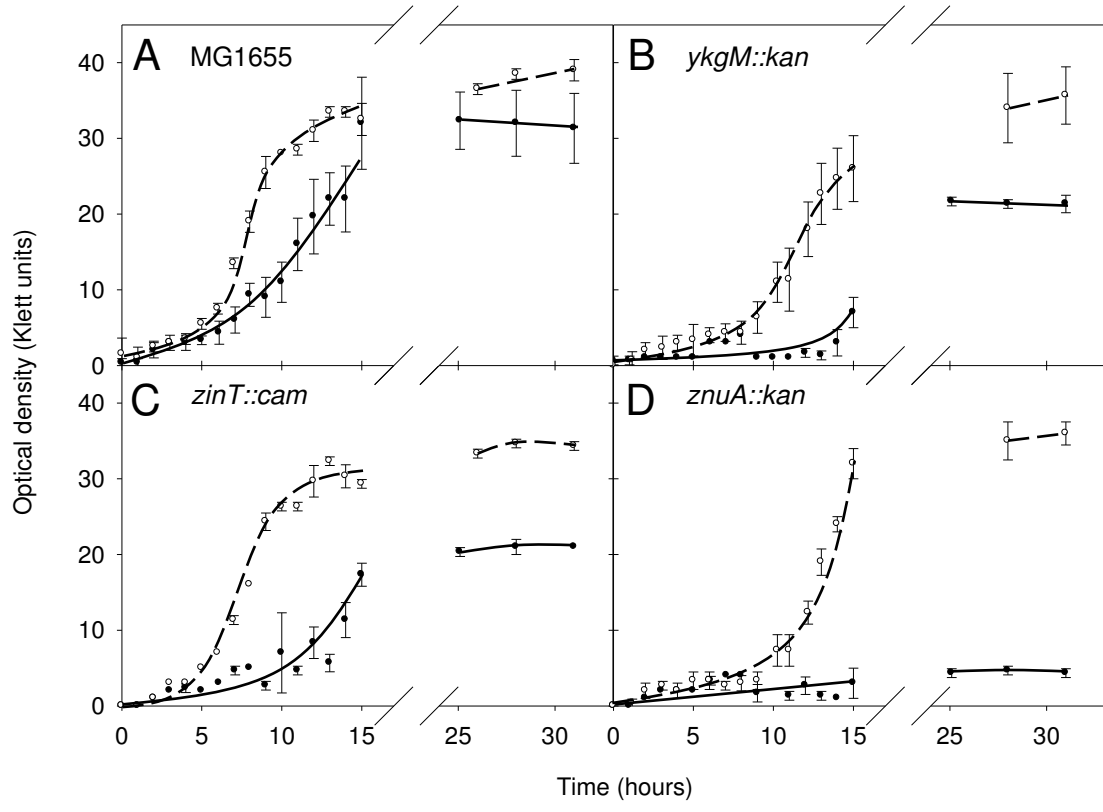 A MG1655
B ykgM::kan
40
30
20
10
0
C zinT::cam
D znuA::kan
40
30
20
10
0
0 5 10 15 25 30 0 5 10 15 25 30
Optical density (Klett units)
Time (hours)